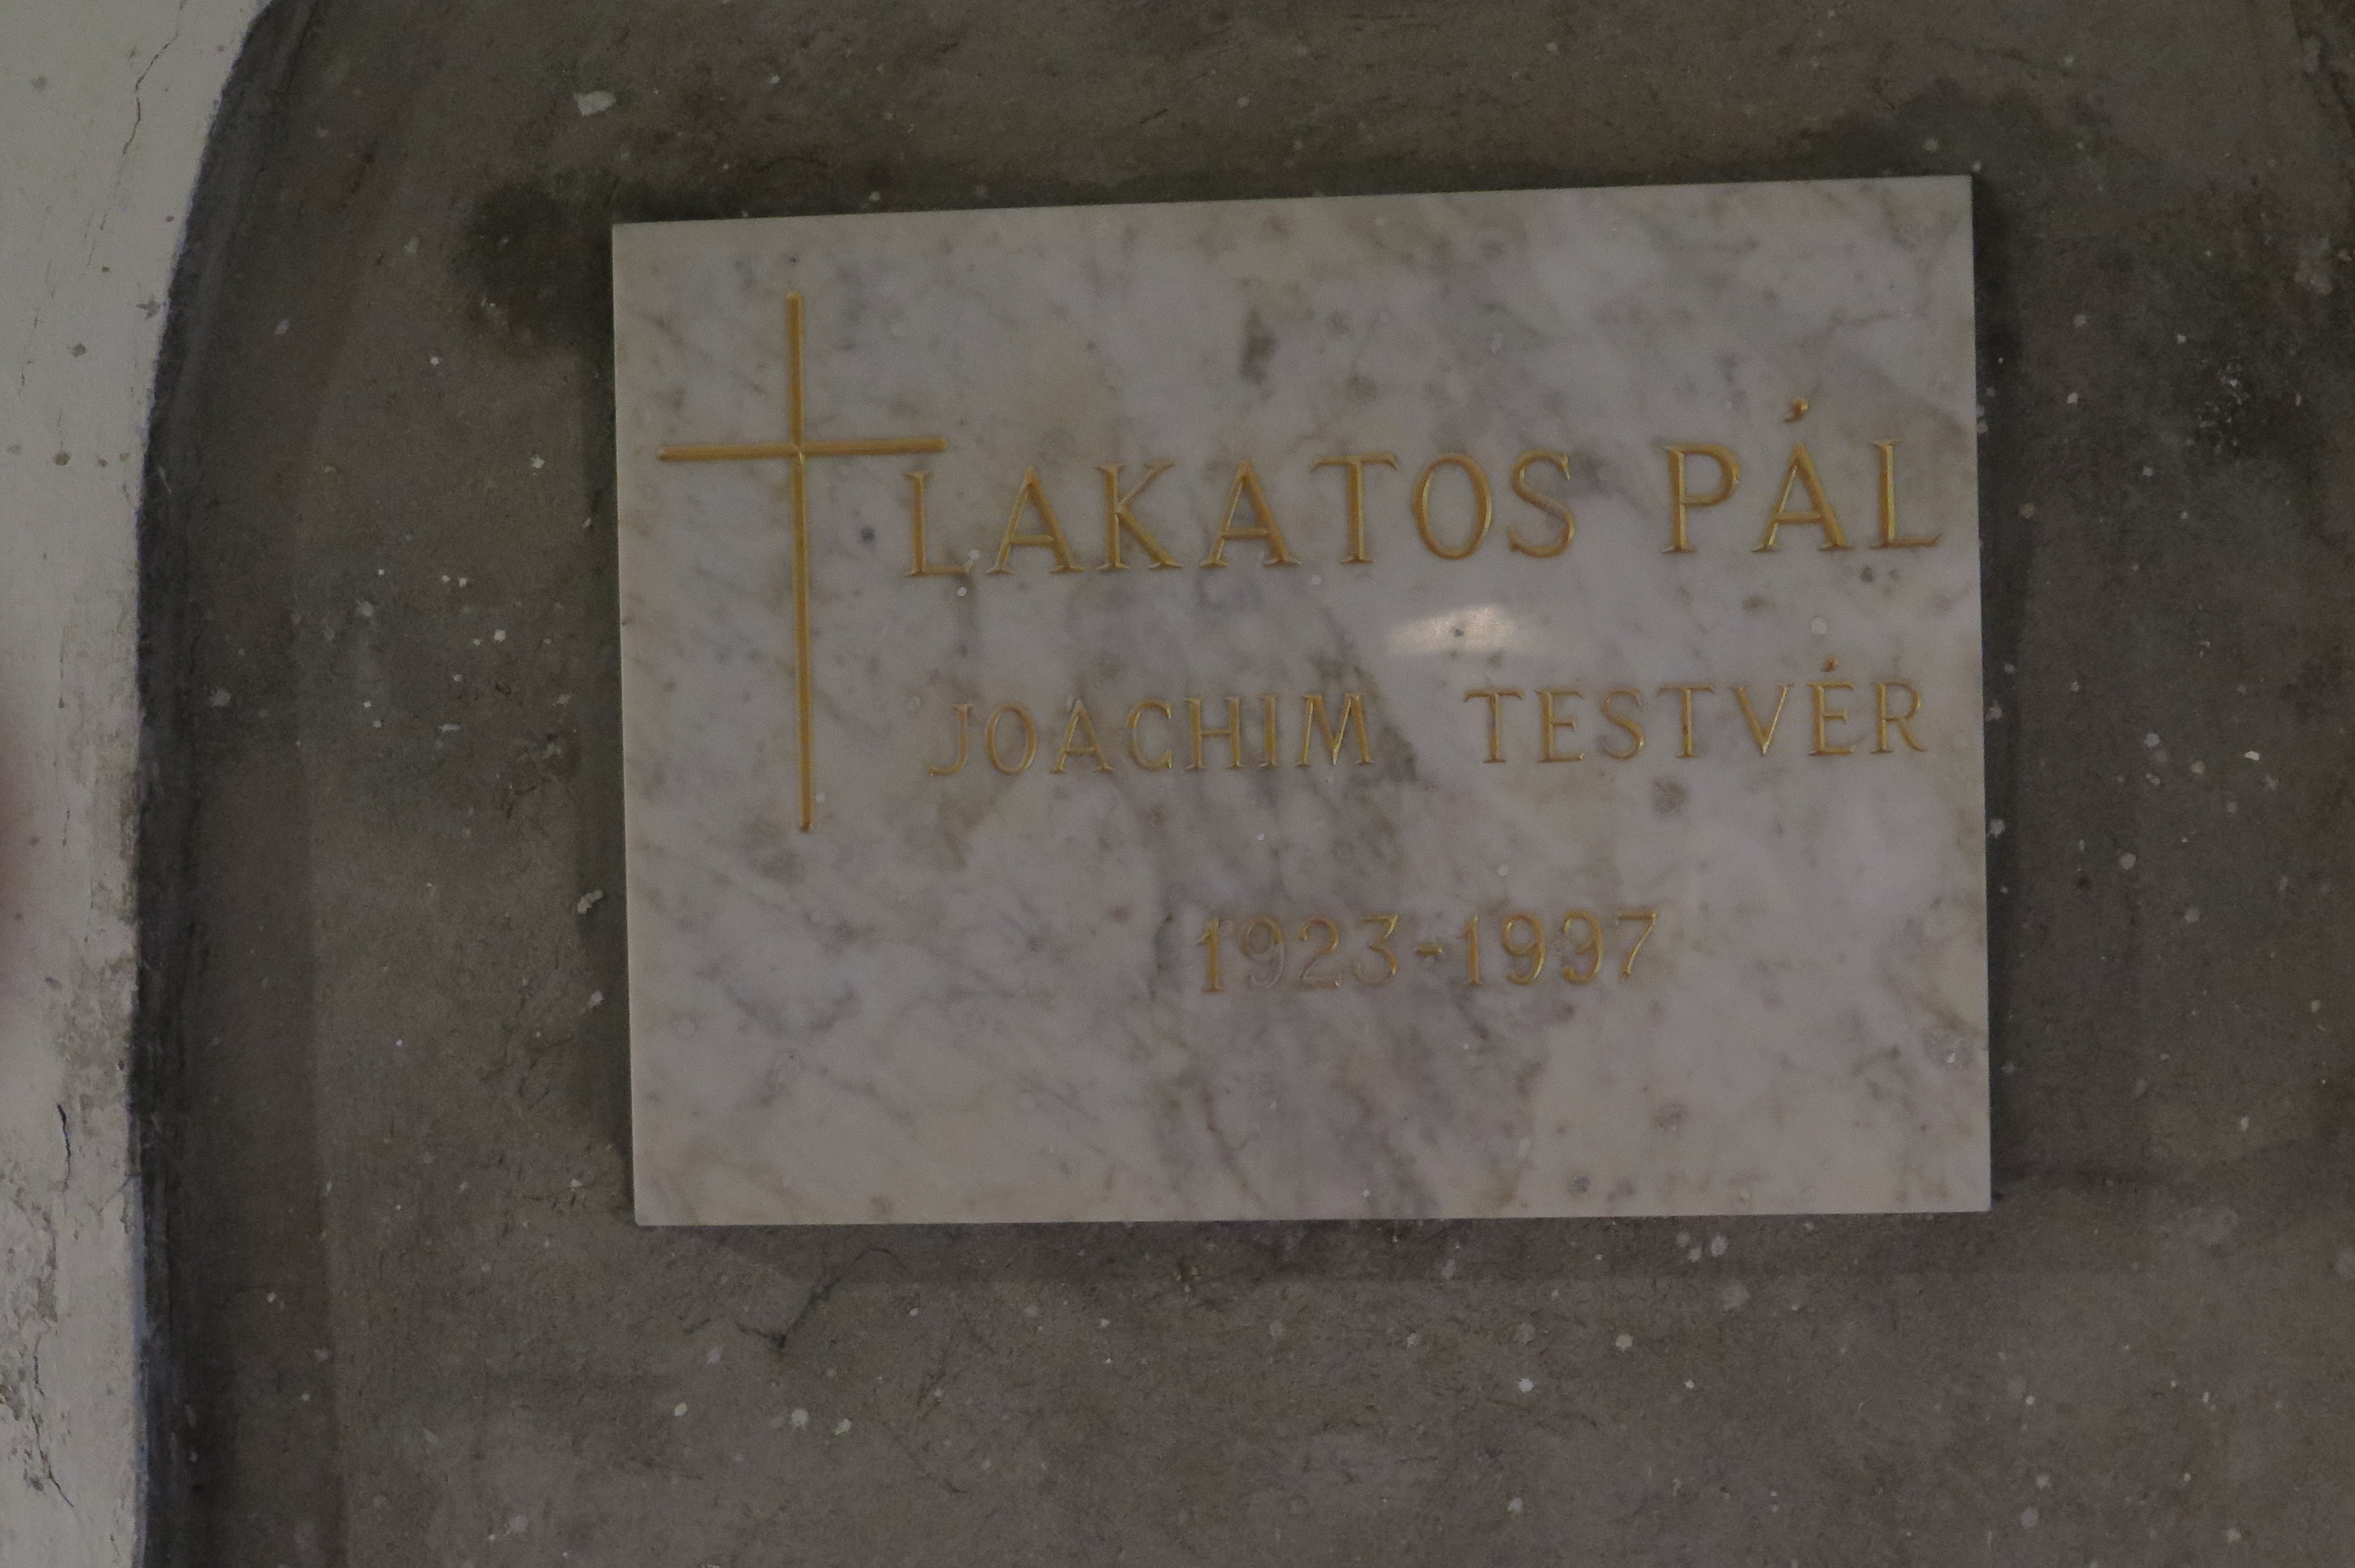 LAKATOS PÁL
JOACHIM TESTVÉR
1923-1997